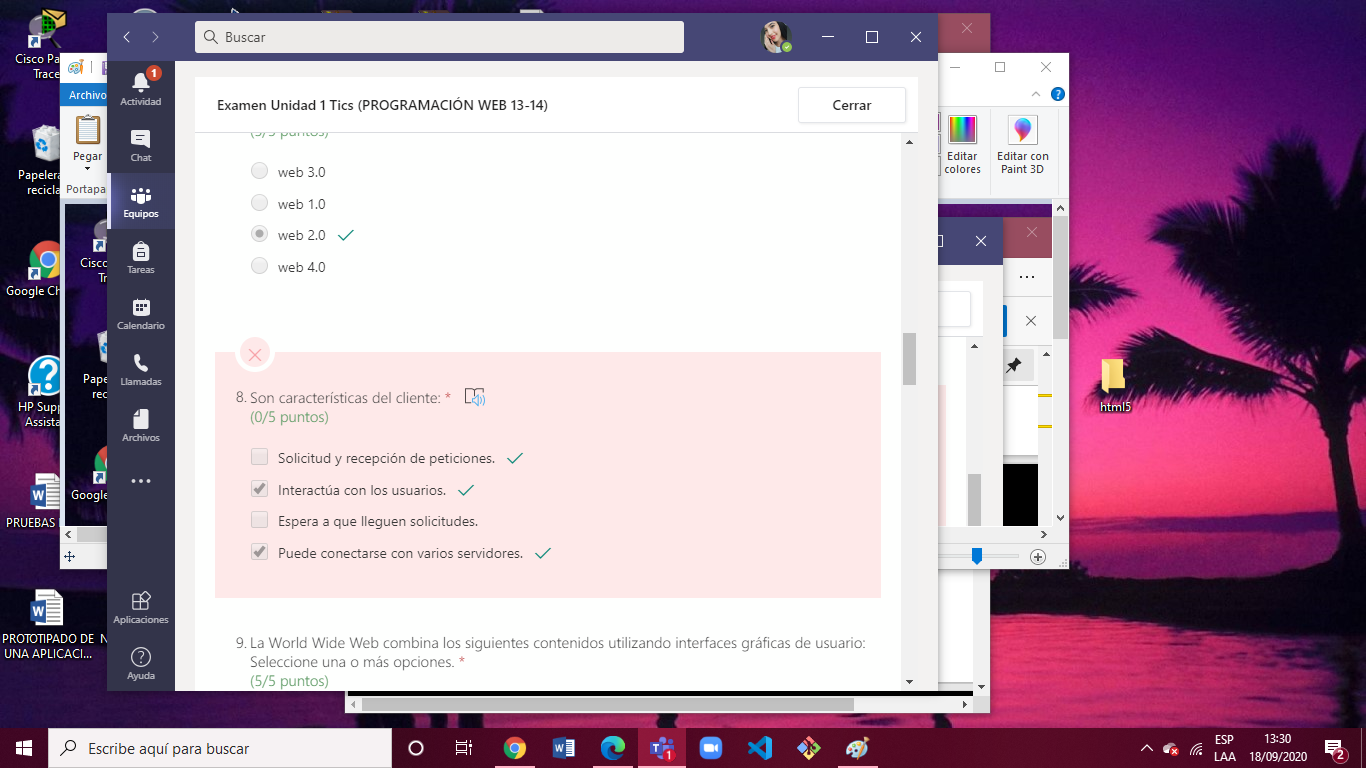 Cisco Pa
Trace
Papelera
recicla
Google Ch
HP Supp
Assista
PRUEBAS
PROTOTIPADO DE N
UNA APLICACI...
Archivo
Pegar
Portapa
Cisco
Tr
Pape
rec
Google
Buscar
1
Actividad
Chat
Equipos
Tareas
Calendario
Llamadas
Archivos
Aplicaciones
Ayuda
Examen Unidad 1 Tics (PROGRAMACIÓN WEB 13-14)
Cerrar
(5/5 puntos)
web 3.0
web 1.0
web 2.0
web 4.0
8. Son características del cliente: *
(0/5 puntos)
Solicitud y recepción de peticiones.
Interactúa con los usuarios.
Espera a que lleguen solicitudes.
Puede conectarse con varios servidores.
9. La World Wide Web combina los siguientes contenidos utilizando interfaces gráficas de usuario:
Seleccione una o más opciones. *
(5/5 puntos)
Editar
colores
Editar con
Paint 3D
html5
Escribe aquí para buscar
1
ESP
LAA
13:30
18/09/2020
2